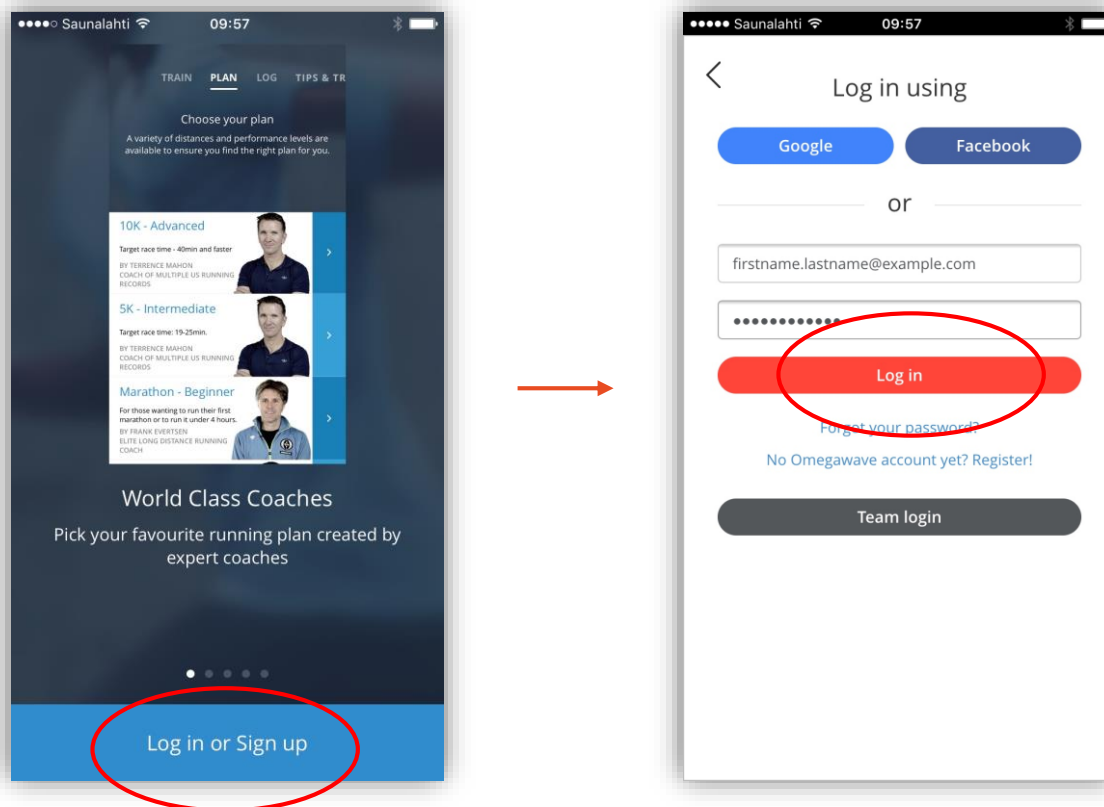 Saunalahti 09:57
TRAIN PLAN LOG TIPS & TR
Choose your plan
A variety of distances and performance levels are
available to ensure you find the right plan for you.
10K - Advanced
Target race time - 40min and faster
BY TERRENCE MAHON
COACH OF MULTIPLE US RUNNING
RECORDS
5K - Intermediate
Target race time: 19-25min.
BY TERRENCE MAHON
COACH OF MULTIPLE US RUNNING
RECORDS
Marathon - Beginner
For those wanting to run their first
marathon or to run it under 4 hours.
BY FRANK EVERTSEN
ELITE LONG DISTANCE RUNNING
COACH
World Class Coaches
Pick your favourite running plan created by
expert coaches
Log in or Sign up
Saunalahti 09:57
Log in using
Google Facebook
or
firstname.lastname@example.com
Log in
Forgot your password?
No Omegawave account yet? Register!
Team login